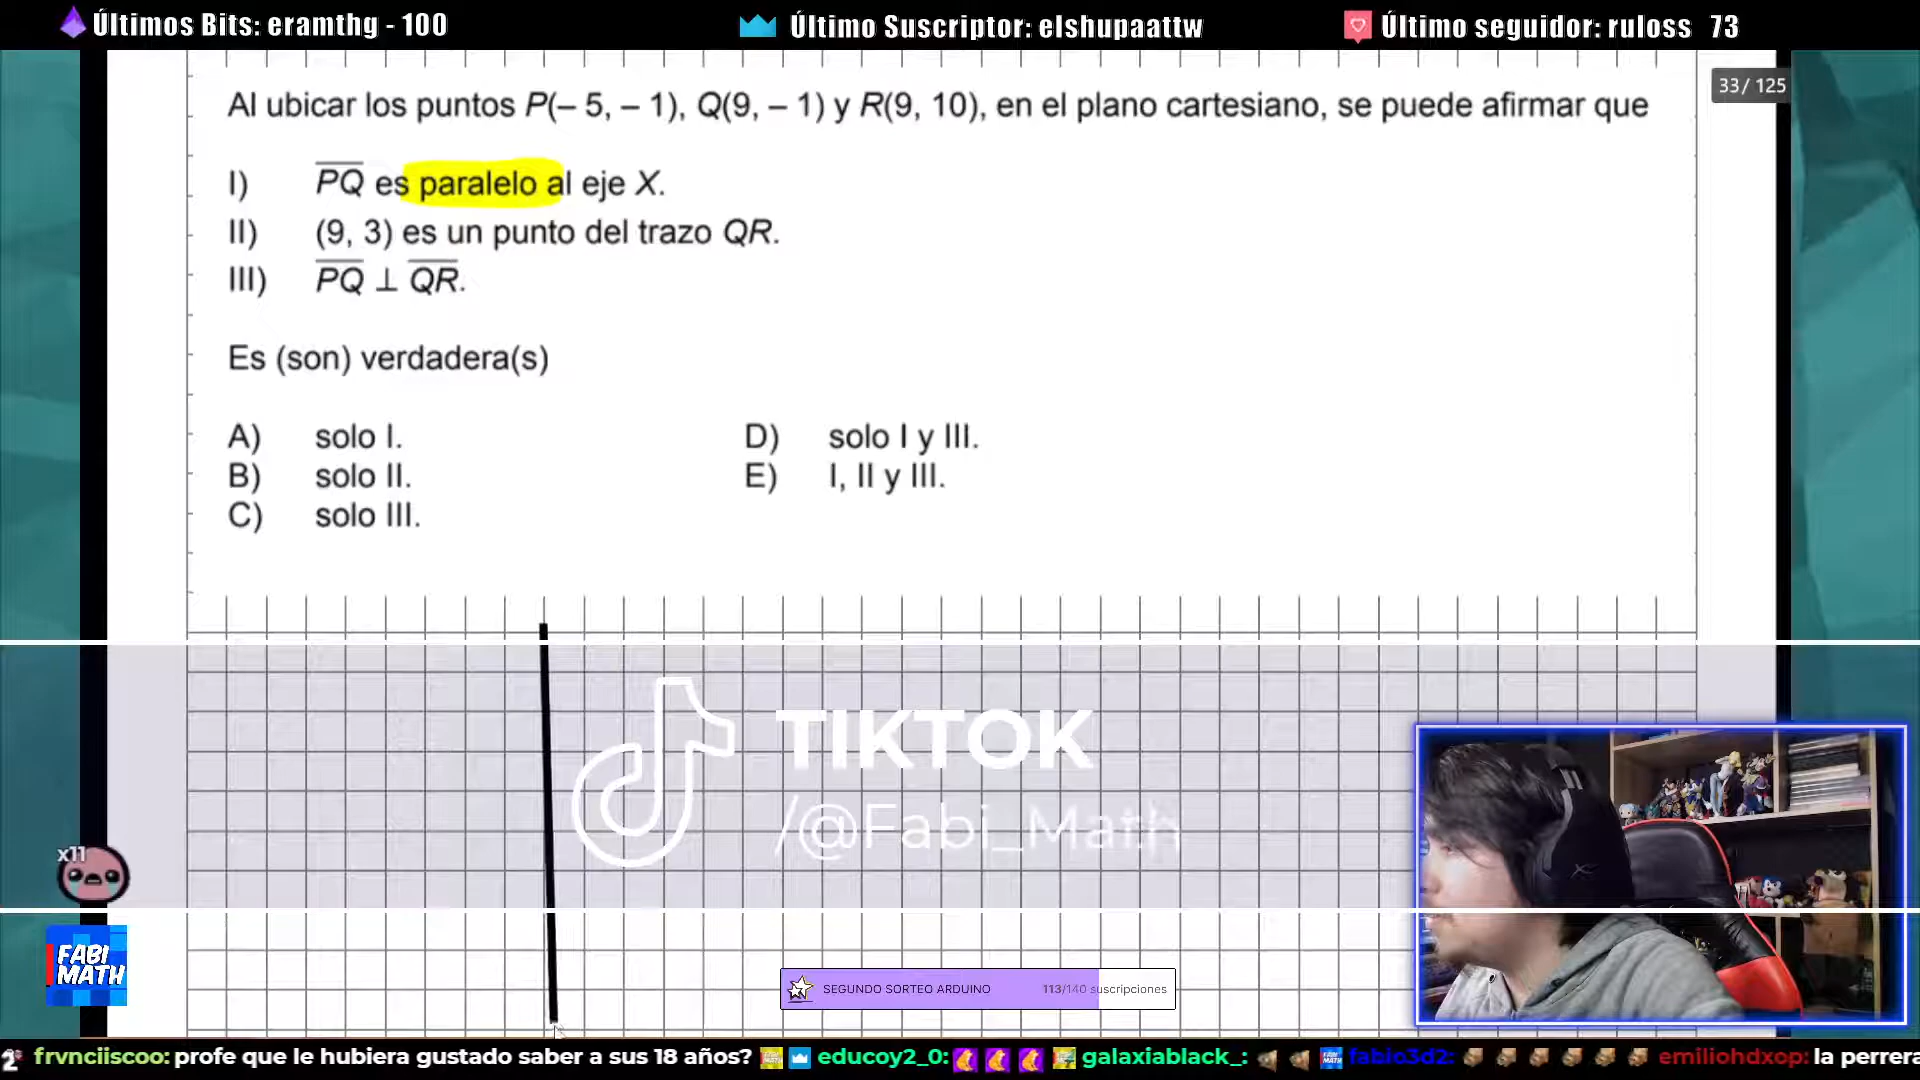 Últimos Bits: eramthg - 100
Último Suscriptor: elshupaattw
Último seguidor: ruloss 73
33 / 125
Al ubicar los puntos P(– 5, – 1), Q(9, – 1) y R(9, 10), en el plano cartesiano, se puede afirmar que
I) PQ es paralelo al eje X.
II) (9, 3) es un punto del trazo QR.
III) PQ ⊥ QR.
Es (son) verdadera(s)
A) solo I.
D) solo I y III.
B) solo II.
E) I, II y III.
C) solo III.
TIKTOK
/@Fabi_Math
x11
FABI
MATH
SEGUNDO SORTEO ARDUINO 113/140 suscripciones
frvnciiscoo: profe que le hubiera gustado saber a sus 18 años? educoy2_0: galaxiablack_: fabio3d2: emiliohdxop: la perrera